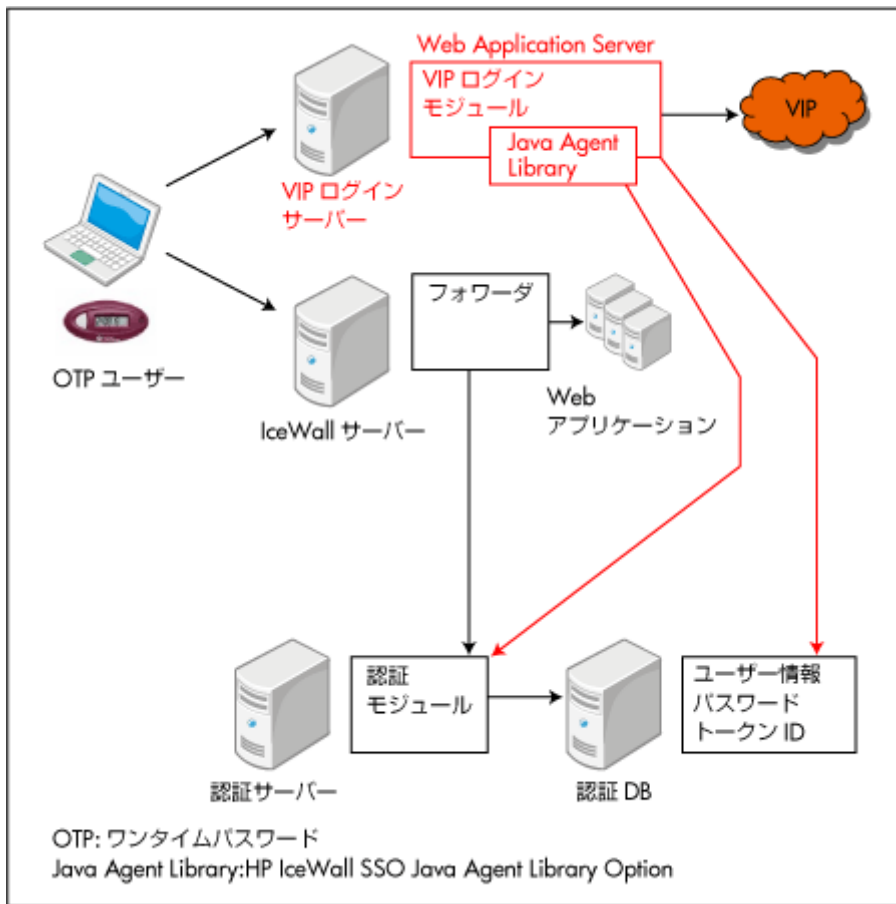 Web Application Server
VIP ログイン
モジュール
Java Agent
Library
VIP
VIP ログイン
サーバー
フォワーダ
OTP ユーザー
IceWall サーバー
Web
アプリケーション
認証
モジュール
ユーザー情報
パスワード
トークン ID
認証サーバー
認証 DB
OTP: ワンタイムパスワード
Java Agent Library:HP IceWall SSO Java Agent Library Option